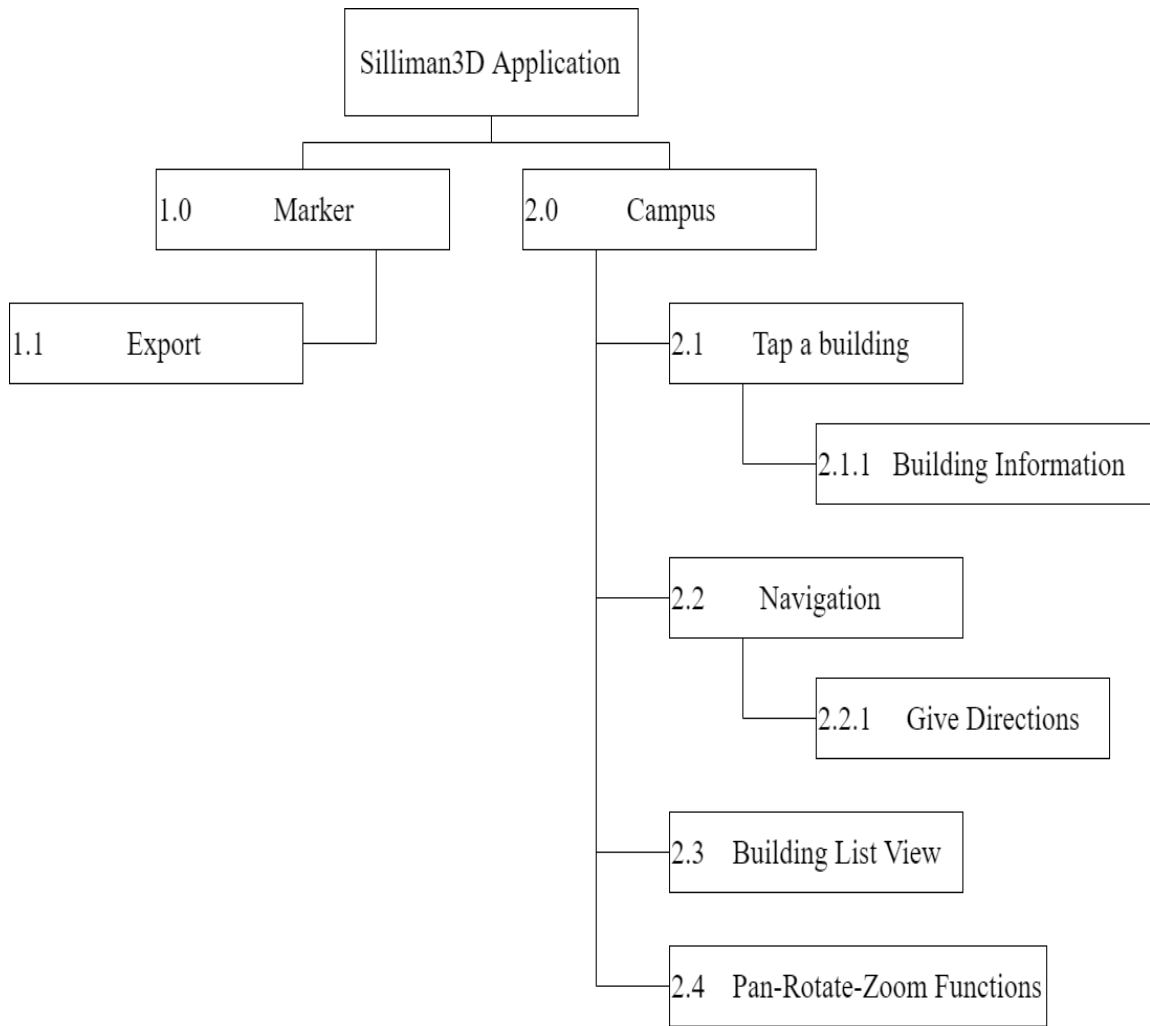 Silliman3D Application
1.0 Marker
2.0 Campus
1.1 Export
2.1 Tap a building
2.1.1 Building Information
2.2 Navigation
2.2.1 Give Directions
2.3 Building List View
2.4 Pan-Rotate-Zoom Functions